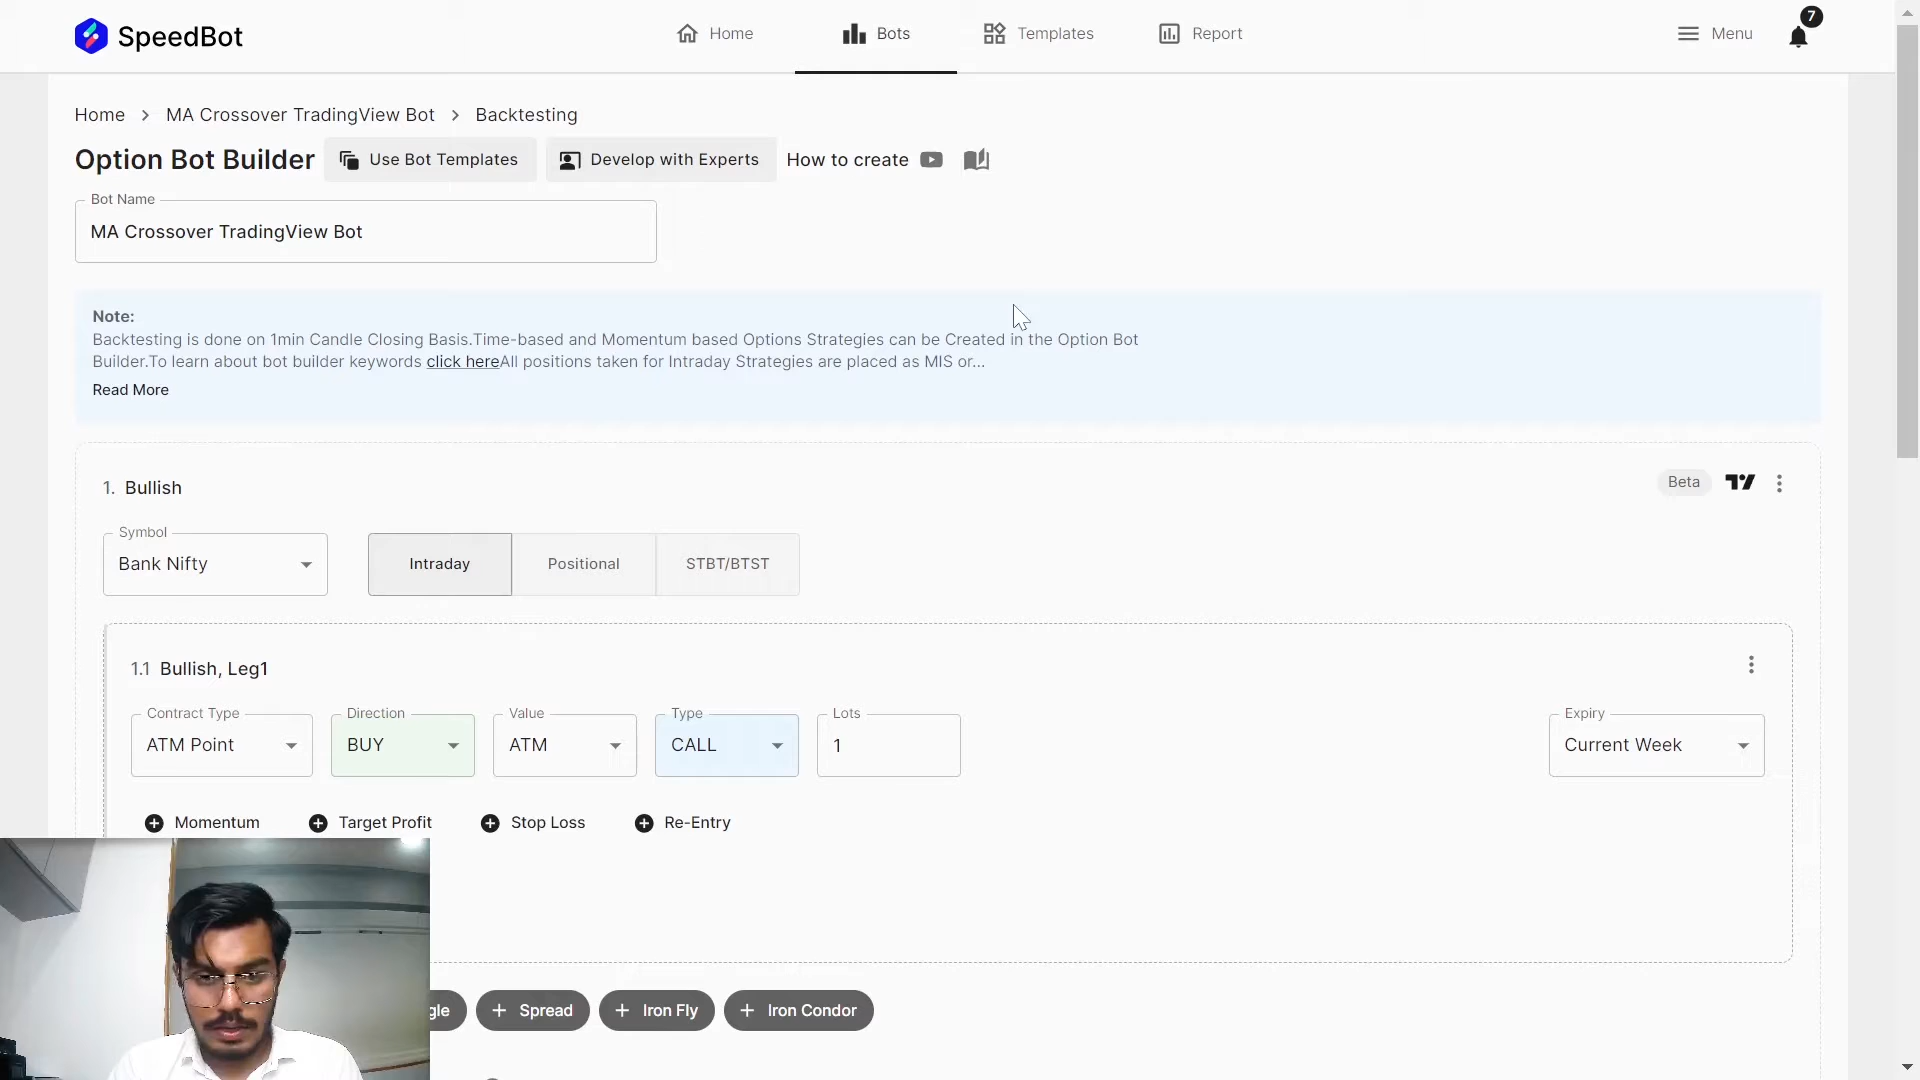 SpeedBot
Home
Bots
Templates
Report
Menu
7
Home > MA Crossover TradingView Bot > Backtesting
Option Bot Builder
Use Bot Templates
Develop with Experts
How to create
Bot Name
MA Crossover TradingView Bot
Note:
Backtesting is done on 1min Candle Closing Basis.Time-based and Momentum based Options Strategies can be Created in the Option Bot
Builder.To learn about bot builder keywords click hereAll positions taken for Intraday Strategies are placed as MIS or...
Read More
1. Bullish
Beta
Symbol
Bank Nifty
Intraday
Positional
STBT/BTST
1.1 Bullish, Leg1
Contract Type
ATM Point
Direction
BUY
Value
ATM
Type
CALL
Lots
1
Expiry
Current Week
Momentum
Target Profit
Stop Loss
Re-Entry
gle
+ Spread
+ Iron Fly
+ Iron Condor